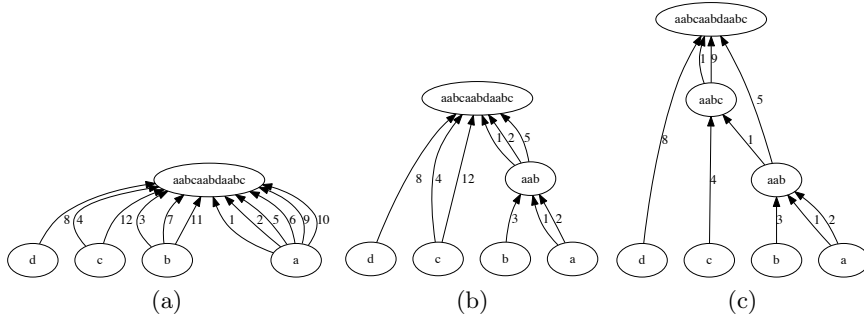 aabcaabdaabc
8 4 12 3 7 11 1 2 5 6 9 10
d c b a
(a)
aabcaabdaabc
1 2 5
8 4 12
aab
3 1 2
d c b a
(b)
aabcaabdaabc
1 9
aabc
5
8 1
aab
4
3 1 2
d c b a
(c)